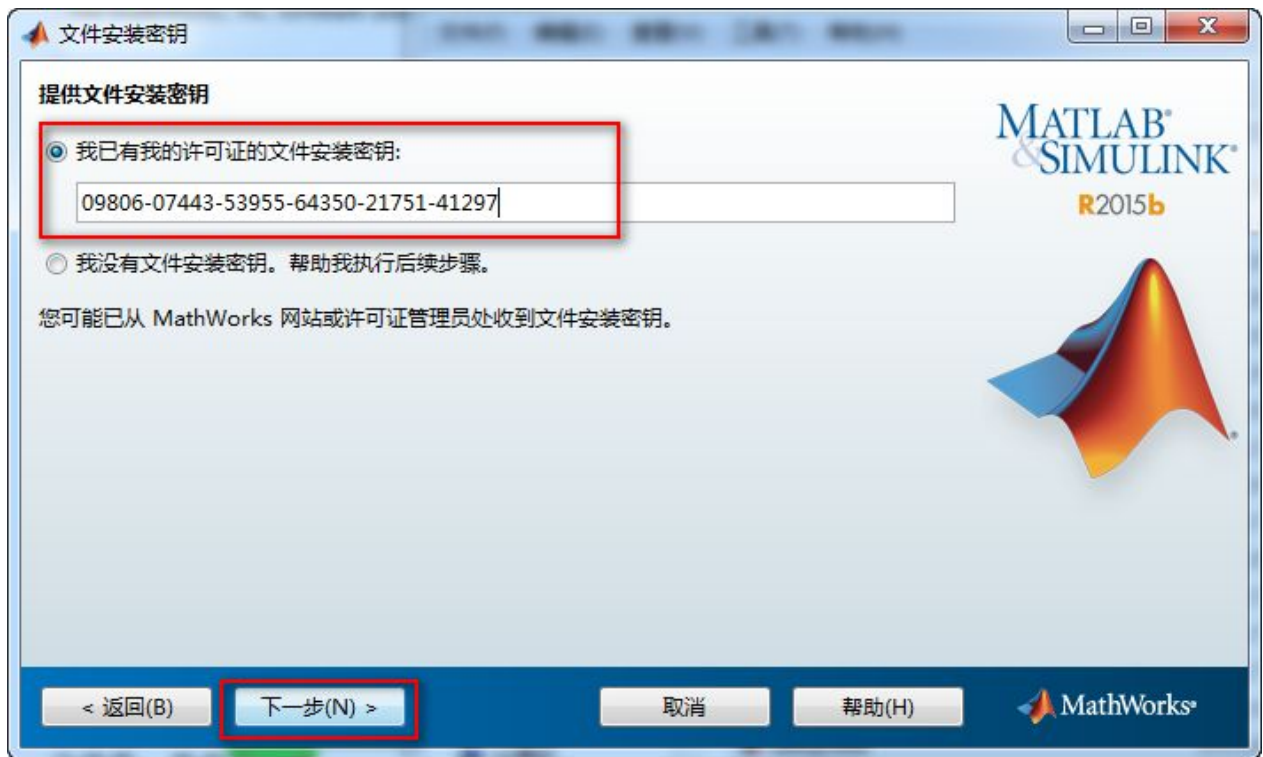 文件安装密钥
提供文件安装密钥
我已有我的许可证的文件安装密钥:
09806-07443-53955-64350-21751-41297
我没有文件安装密钥。帮助我执行后续步骤。
您可能已从 MathWorks 网站或许可证管理员处收到文件安装密钥。
MATLAB®
&SIMULINK®
R2015b
< 返回(B)
下一步(N) >
取消
帮助(H)
MathWorks®